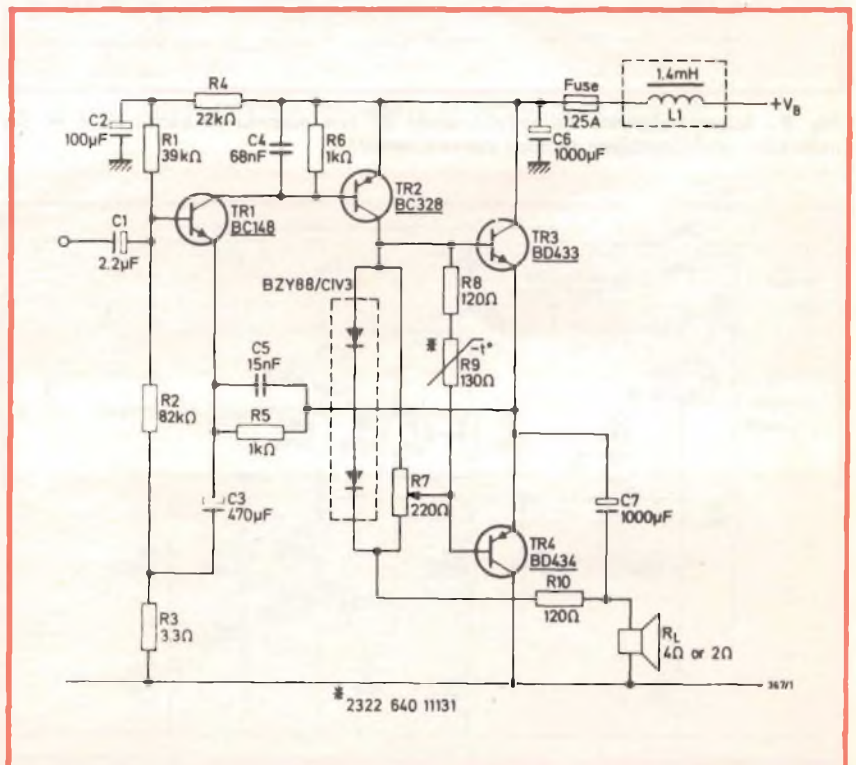 1.4mH
Fuse
+VB
1.25A
L1
R4
22kΩ
C2
100μF
R1
39kΩ
C4
68nF
R6
1kΩ
C6
1000μF
TR2
BC328
TR1
BC148
TR3
BD433
C1
2.2μF
BZY88/CIV3
R8
120Ω
-t°
*
R9
130Ω
C5
15nF
R2
82kΩ
R5
1kΩ
R7
220Ω
C7
1000μF
C3
470μF
TR4
BD434
R10
120Ω
R3
3.3Ω
RL
4Ω or 2Ω
367/1
* 2322 640 11131